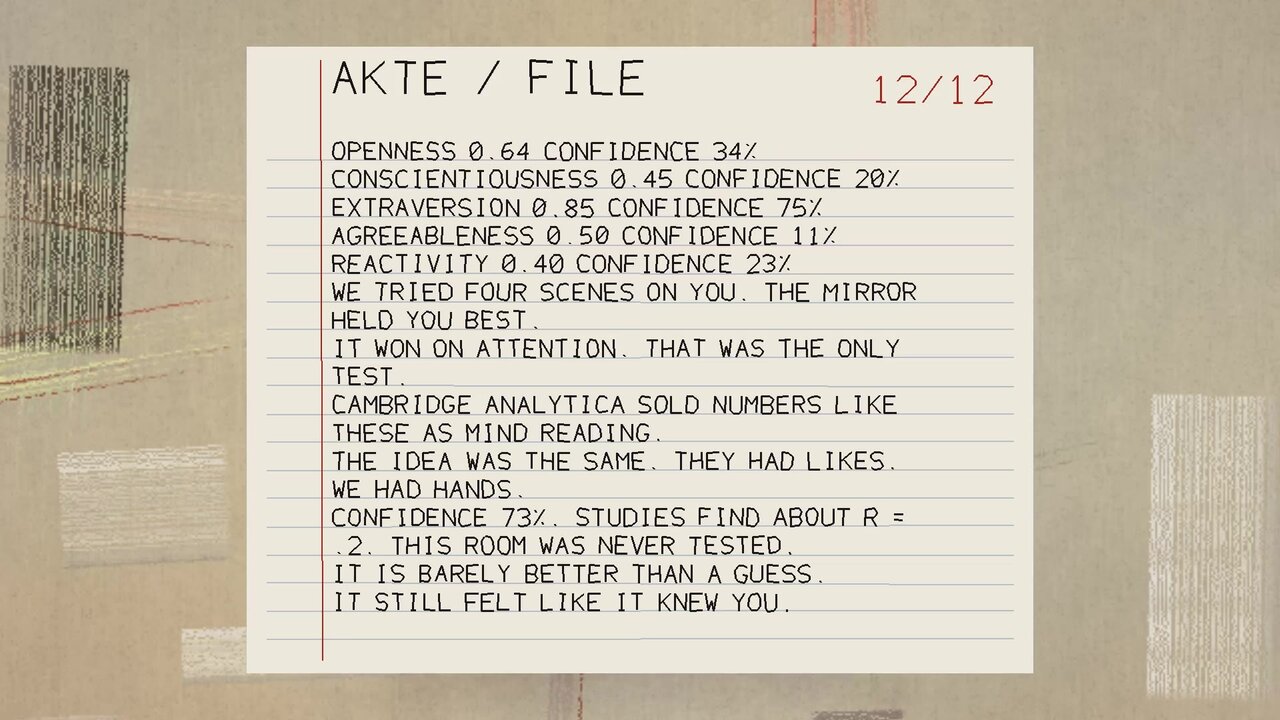 AKTE / FILE
12/12
OPENNESS 0.64 CONFIDENCE 34%
CONSCIENTIOUSNESS 0.45 CONFIDENCE 20%
EXTRAVERSION 0.85 CONFIDENCE 75%
AGREEABLENESS 0.50 CONFIDENCE 11%
REACTIVITY 0.40 CONFIDENCE 23%
WE TRIED FOUR SCENES ON YOU. THE MIRROR
HELD YOU BEST.
IT WON ON ATTENTION. THAT WAS THE ONLY
TEST.
CAMBRIDGE ANALYTICA SOLD NUMBERS LIKE
THESE AS MIND READING.
THE IDEA WAS THE SAME. THEY HAD LIKES.
WE HAD HANDS.
CONFIDENCE 73%. STUDIES FIND ABOUT R =
.2. THIS ROOM WAS NEVER TESTED.
IT IS BARELY BETTER THAN A GUESS.
IT STILL FELT LIKE IT KNEW YOU.